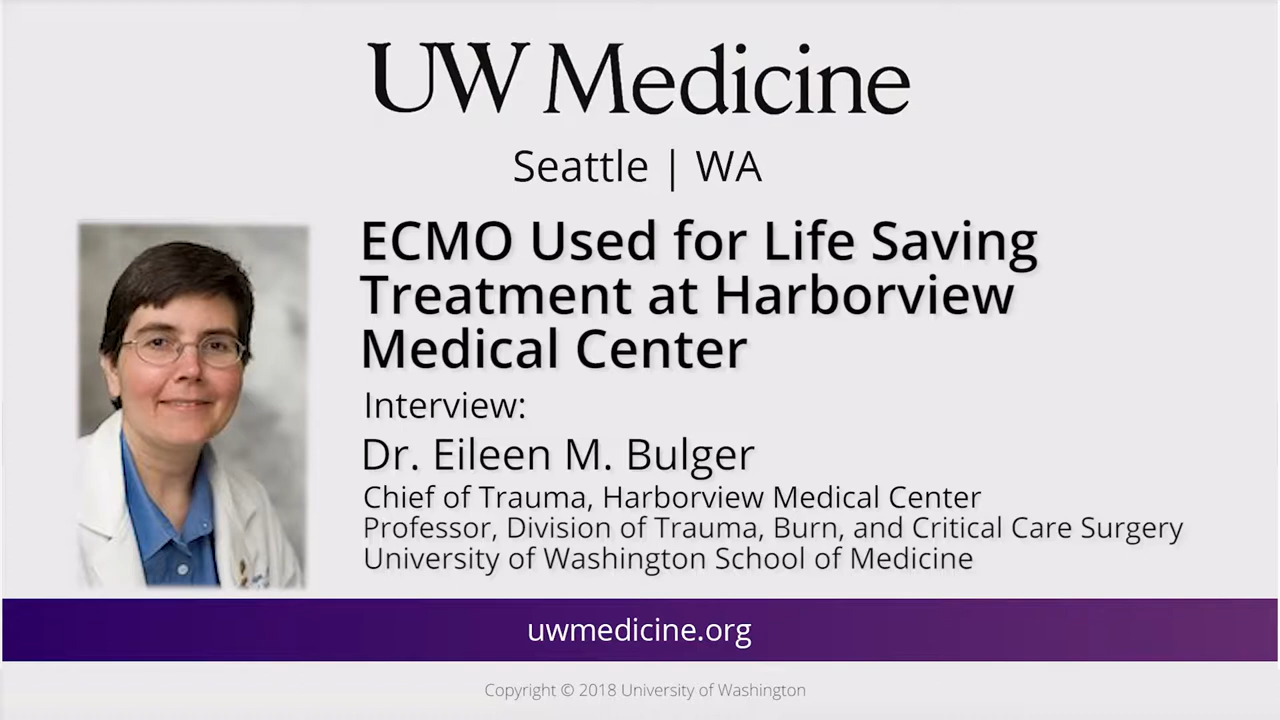 UW Medicine
Seattle | WA
ECMO Used for Life Saving
Treatment at Harborview
Medical Center
Interview:
Dr. Eileen M. Bulger
Chief of Trauma, Harborview Medical Center
Professor, Division of Trauma, Burn, and Critical Care Surgery
University of Washington School of Medicine
uwmedicine.org
Copyright © 2018 University of Washington